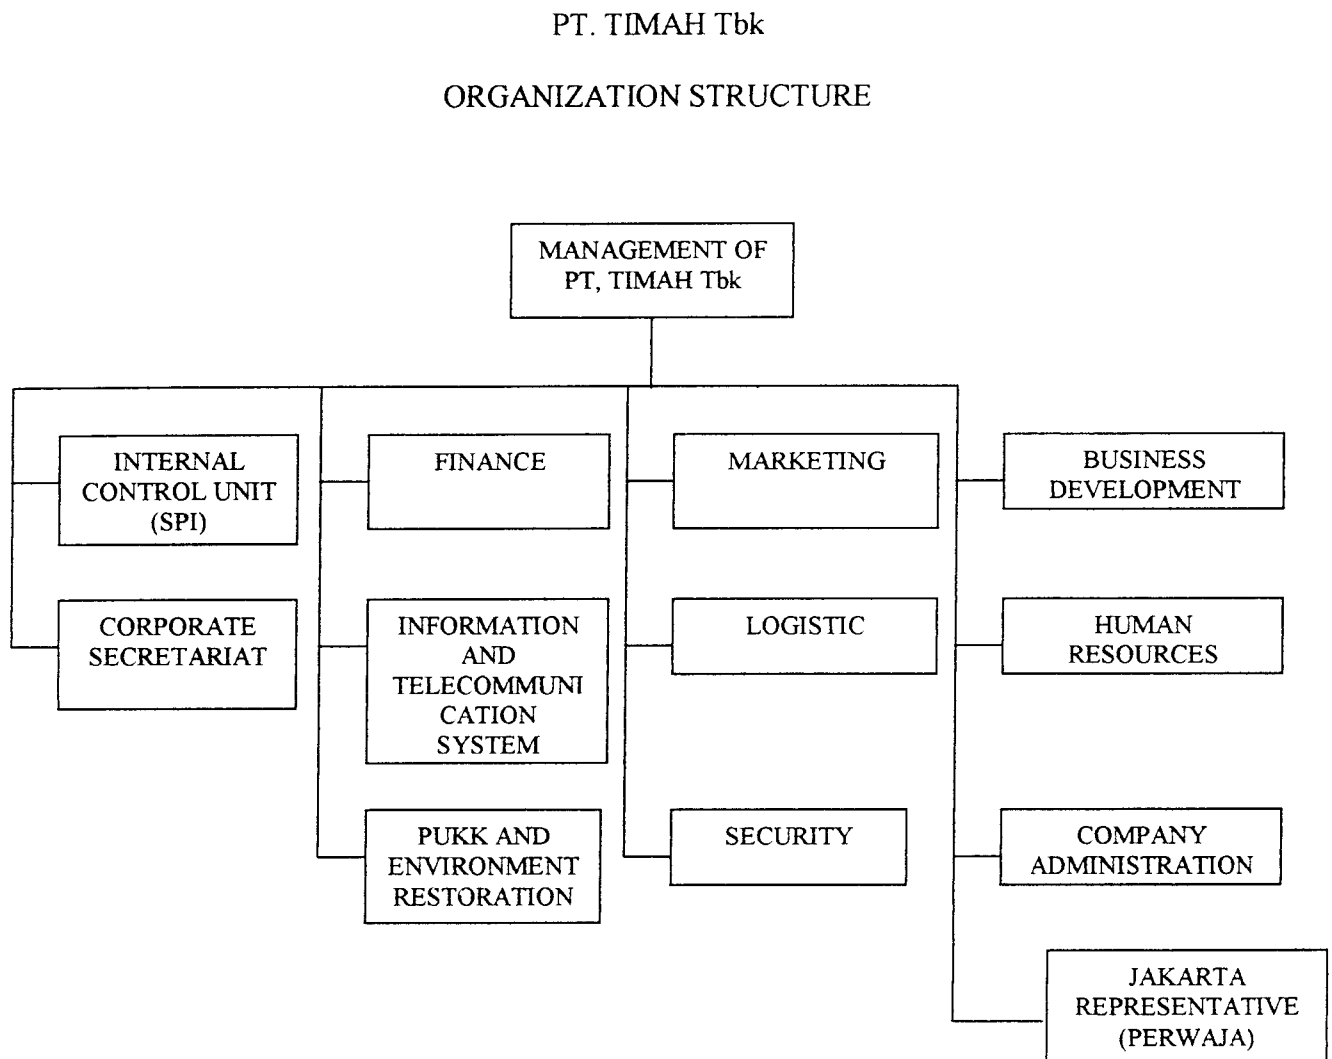 PT. TIMAH Tbk
ORGANIZATION STRUCTURE
MANAGEMENT OF
PT, TIMAH Tbk
INTERNAL
CONTROL UNIT
(SPI)
FINANCE
MARKETING
BUSINESS
DEVELOPMENT
CORPORATE
SECRETARIAT
INFORMATION
AND
TELECOMMUNI
CATION
SYSTEM
LOGISTIC
HUMAN
RESOURCES
PUKK AND
ENVIRONMENT
RESTORATION
SECURITY
COMPANY
ADMINISTRATION
JAKARTA
REPRESENTATIVE
(PERWAJA)